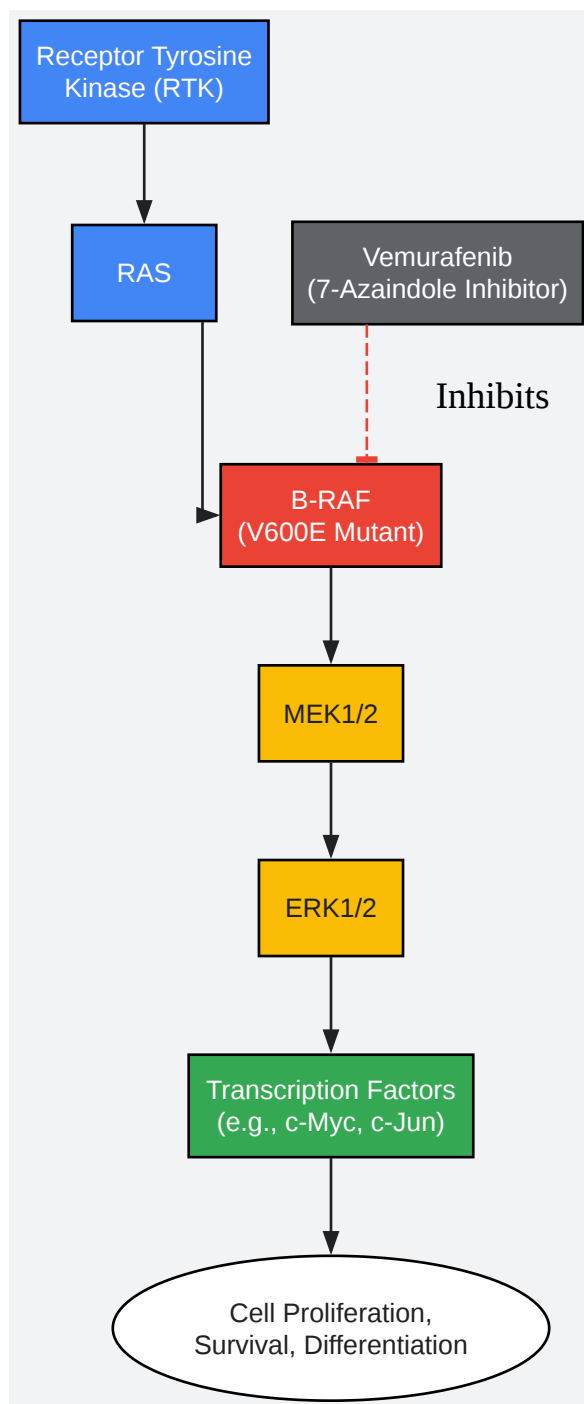 Receptor Tyrosine
Kinase (RTK)
RAS
Vemurafenib
(7-Azaindole Inhibitor)
Inhibits
B-RAF
(V600E Mutant)
MEK1/2
ERK1/2
Transcription Factors
(e.g., c-Myc, c-Jun)
Cell Proliferation,
Survival, Differentiation